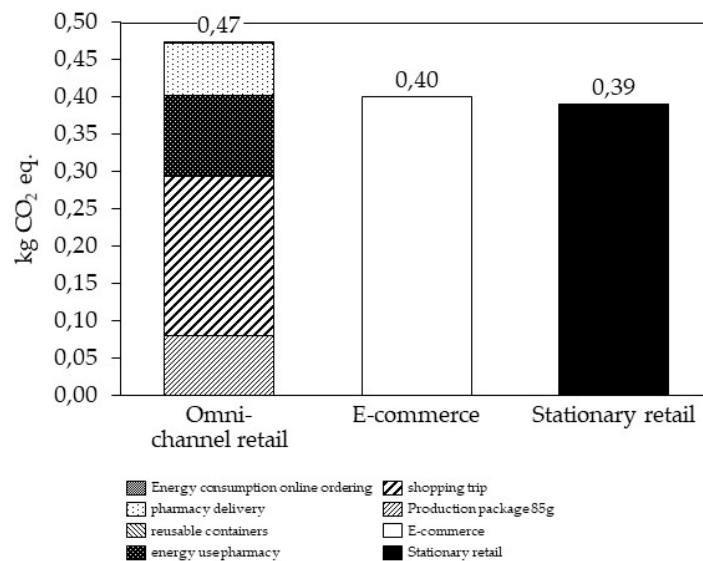 0,50
0,47
0,45
0,40
0,40
0,39
0,35
0,30
0,25
0,20
0,15
0,10
0,05
0,00
kg CO₂ eq.
Omni-
channel retail
E-commerce
Stationary retail
Energy consumption online ordering
shopping trip
pharmacy delivery
Production package 85g
reusable containers
E-commerce
energy use pharmacy
Stationary retail